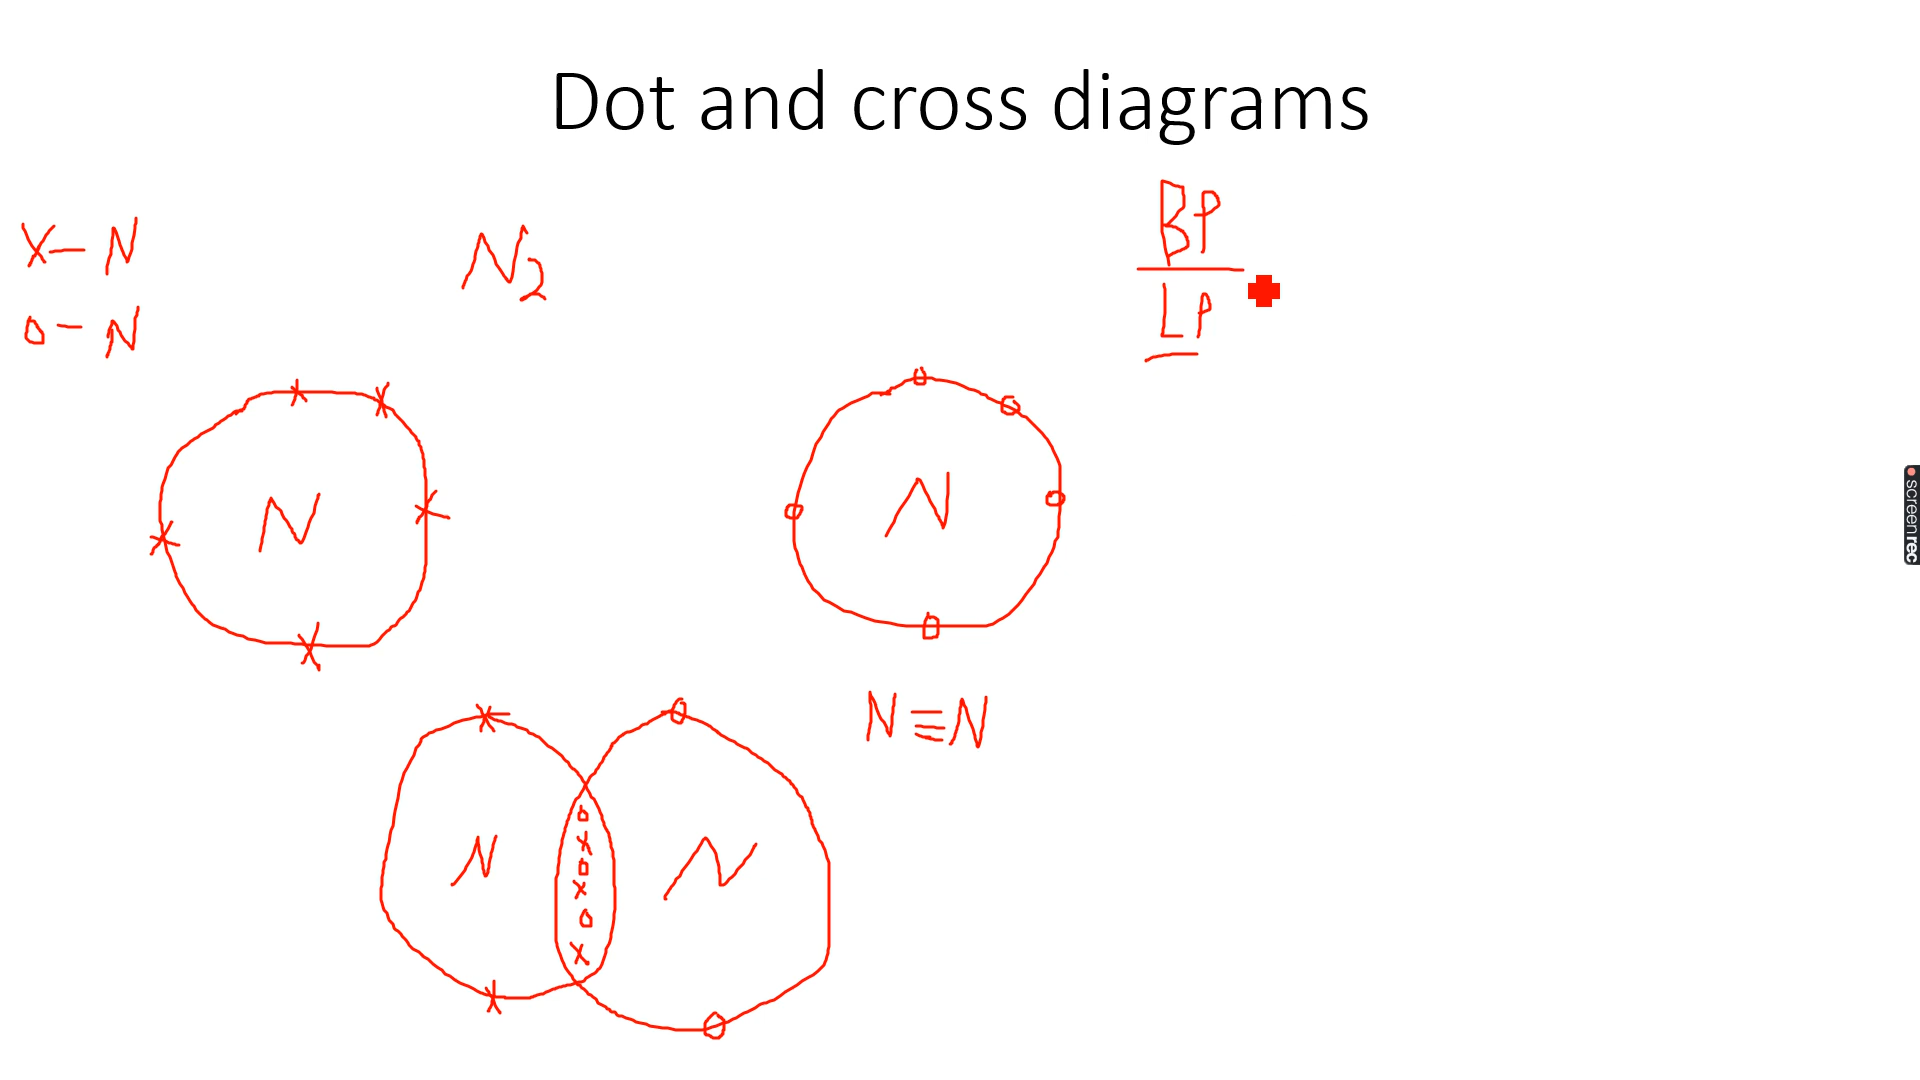 Dot and cross diagrams
X – N
o – N
N2
BP
LP
N
N
N≡N
N
N
screenrec